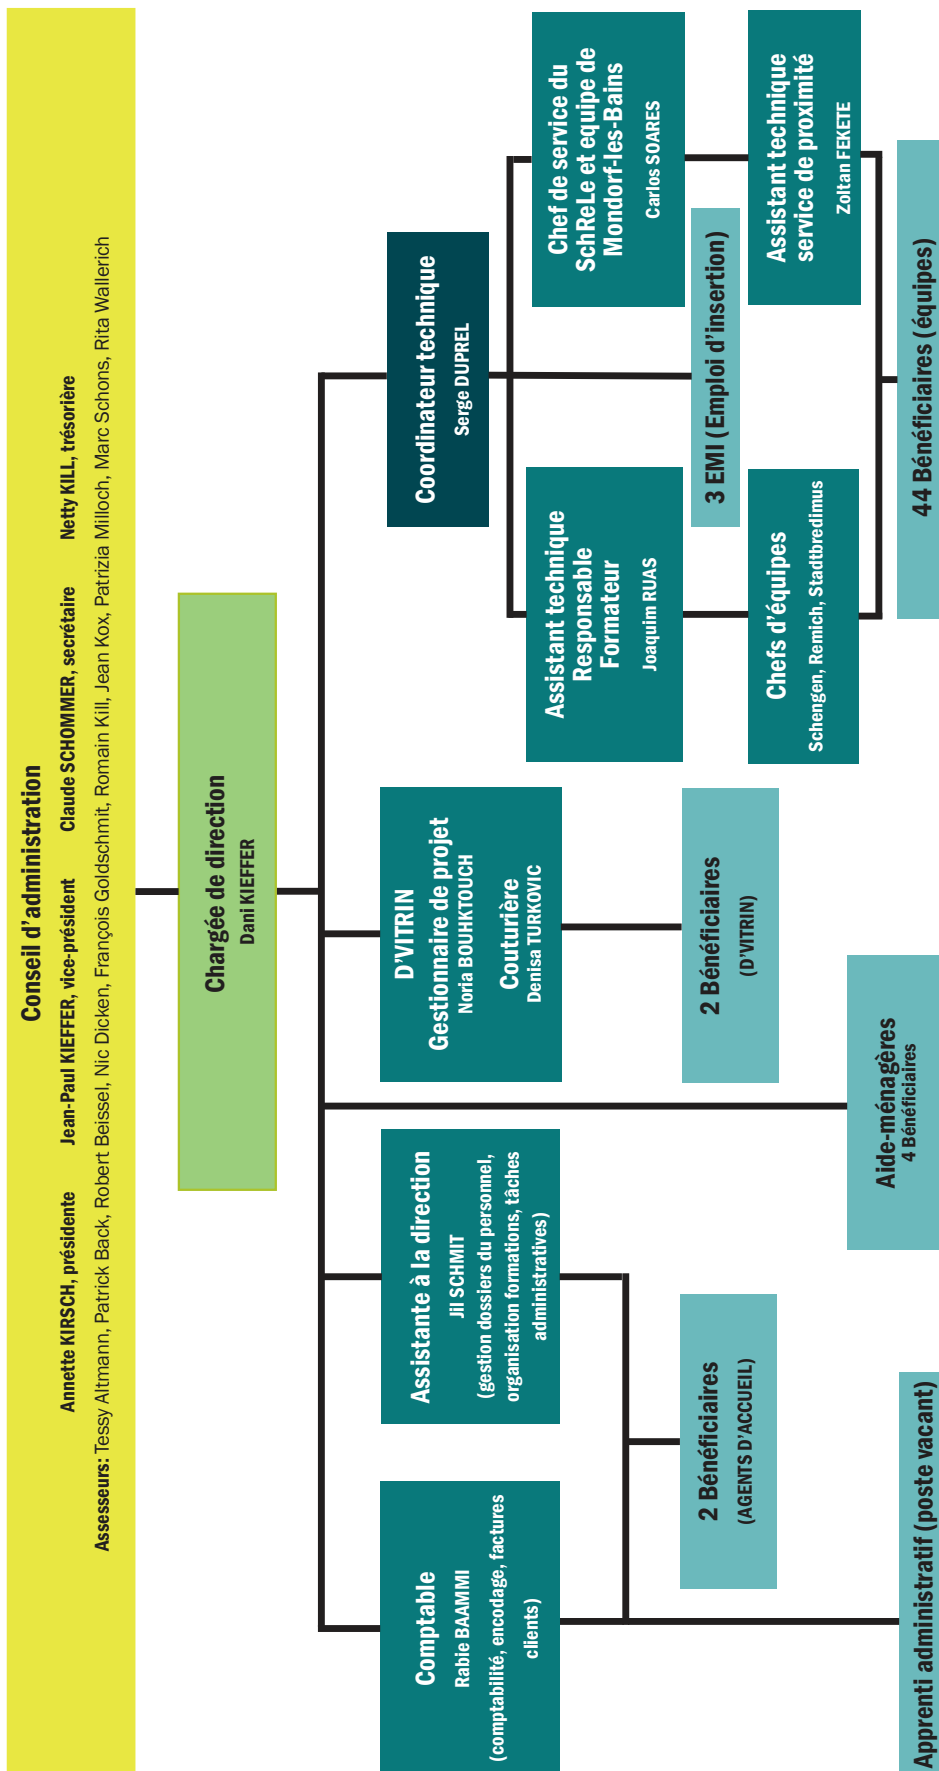 Conseil d’administration
Annette KIRSCH, présidente Jean-Paul KIEFFER, vice-président Claude SCHOMMER, secrétaire Netty KILL, trésorière
Assesseurs: Tessy Altmann, Patrick Back, Robert Beissel, Nic Dicken, François Goldschmit, Romain Kill, Jean Kox, Patrizia Milloch, Marc Schons, Rita Wallerich
Chargée de direction
Dani KIEFFER
Comptable
Rabie BAAMMI
(comptabilité, encodage, factures
clients)
Assistante à la direction
Jil SCHMIT
(gestion dossiers du personnel,
organisation formations, tâches
administratives)
D’VITRIN
Gestionnaire de projet
Noria BOUHKTOUCH
Couturière
Denisa TURKOVIC
Coordinateur technique
Serge DUPREL
Assistant technique
Responsable
Formateur
Joaquim RUAS
Chef de service du
SchReLe et equipe de
Mondorf-les-Bains
Carlos SOARES
2 Bénéficiaires
(AGENTS D’ACCUEIL)
2 Bénéficiaires
(D’VITRIN)
3 EMI (Emploi d’insertion)
Chefs d’équipes
Schengen, Remich, Stadtbredimus
Assistant technique
service de proximité
Zoltan FEKETE
Apprenti administratif (poste vacant)
Aide-ménagères
4 Bénéficiaires
44 Bénéficiaires (équipes)